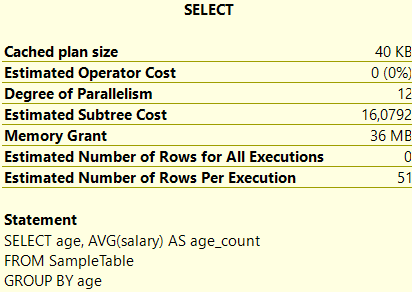 SELECT
Cached plan size 40 KB
Estimated Operator Cost 0 (0%)
Degree of Parallelism 12
Estimated Subtree Cost 16,0792
Memory Grant 36 MB
Estimated Number of Rows for All Executions 0
Estimated Number of Rows Per Execution 51
Statement
SELECT age, AVG(salary) AS age_count
FROM SampleTable
GROUP BY age